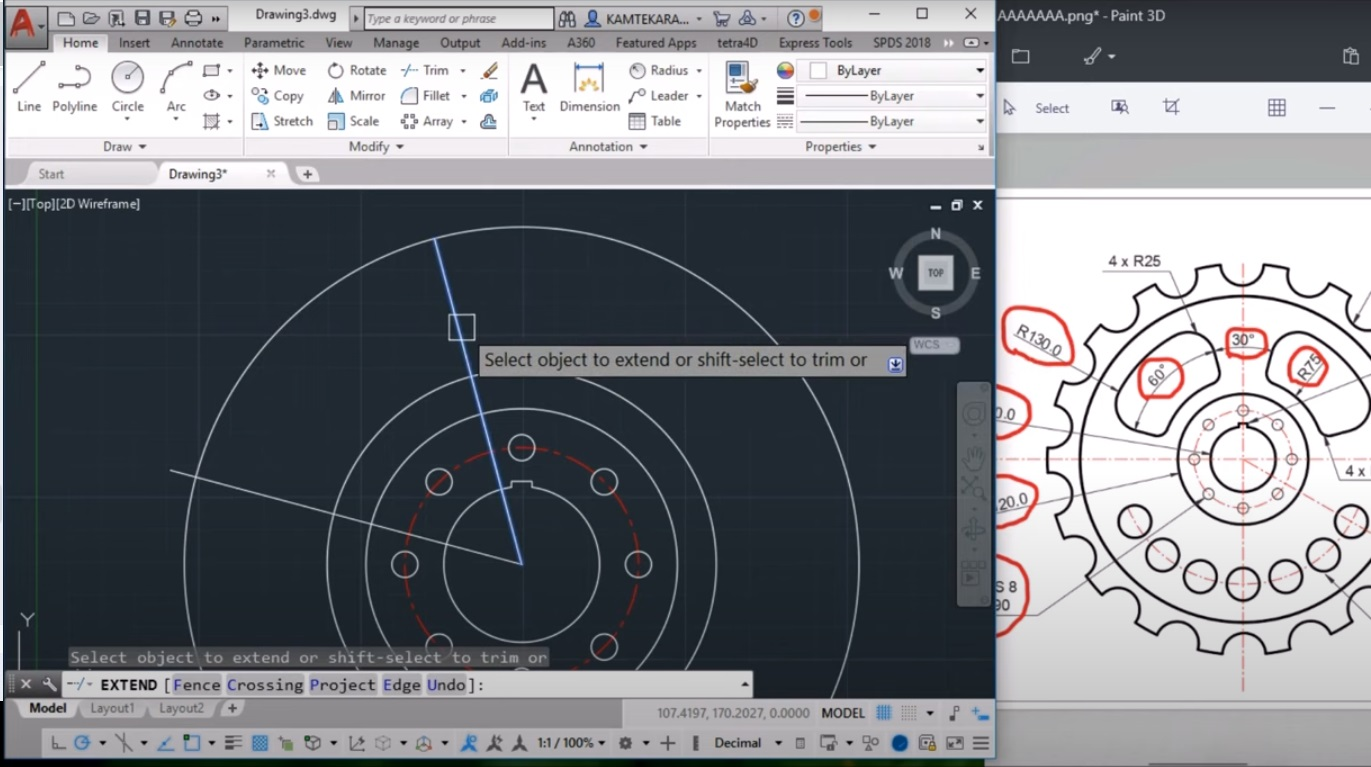 Drawing3.dwg
Type a keyword or phrase
KAMTEKARA...
Home Insert Annotate Parametric View Manage Output Add-ins A360 Featured Apps tetra4D Express Tools SPDS 2018
Line Polyline Circle Arc
Move Rotate Trim
Copy Mirror Fillet
Stretch Scale Array
Text Dimension
Radius
Leader
Table
Match
Properties
ByLayer
ByLayer
ByLayer
Draw Modify Annotation Properties
Start Drawing3*
[−][Top][2D Wireframe]
N
W TOP E
S
WCS
Select object to extend or shift-select to trim or
Y
Select object to extend or shift-select to trim or
EXTEND [Fence Crossing Project Edge Undo]:
Model Layout1 Layout2 +
107.4197, 170.2027, 0.0000 MODEL
1:1 / 100% Decimal
AAAAAAA.png* - Paint 3D
Select
4 x R25
R130.0
30°
60°
R75
0.0
4 x
20.0
S 8
90